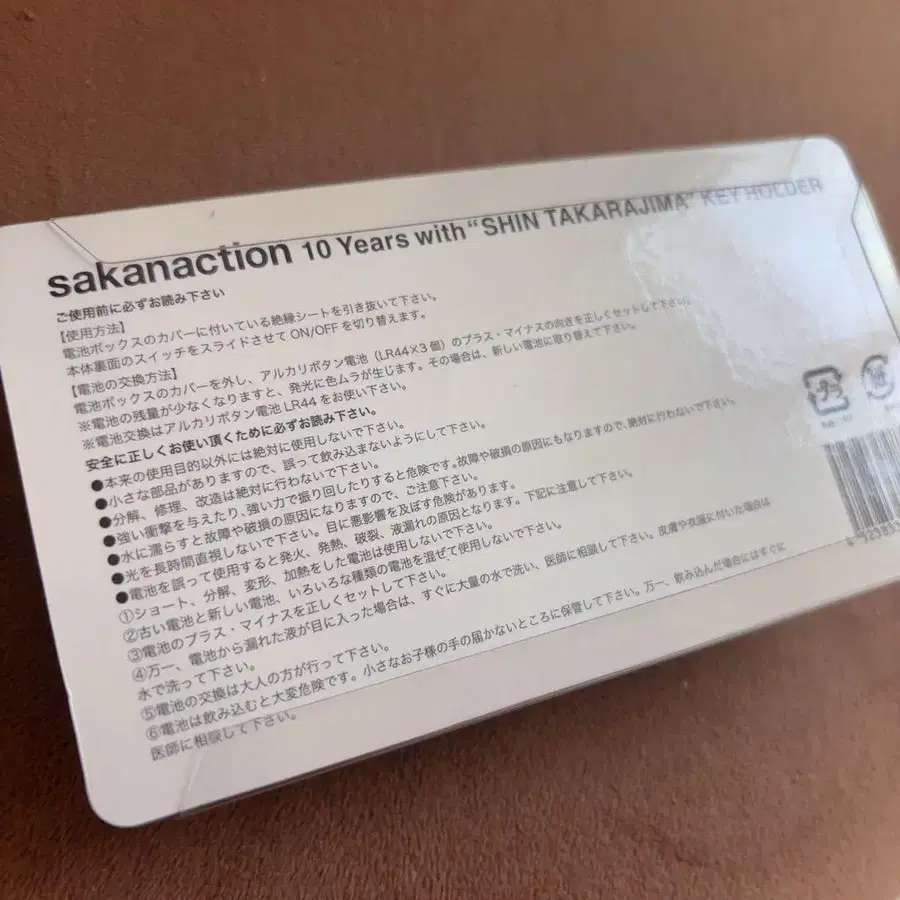 sakanaction 10 Years with “SHIN TAKARAJIMA” KEY HOLDER
ご使用前に必ずお読み下さい
【使用方法】
電池ボックスのカバーに付いている絶縁シートを引き抜いて下さい。
本体裏面のスイッチをスライドさせて ON/OFF を切り替えます。
【電池の交換方法】
電池ボックスのカバーを外し、アルカリボタン電池（LR44×3 個）のプラス・マイナスの向きを正しくセットして下さい。
※電池の残量が少なくなりますと、発光に色ムラが生じます。その場合は、新しい電池に取り替えて下さい。
※電池交換はアルカリボタン電池 LR44 をお使い下さい。
安全に正しくお使い頂くために必ずお読み下さい。
●本来の使用目的以外には絶対に使用しないで下さい。
●小さな部品がありますので、誤って飲み込まないようにして下さい。
●分解、修理、改造は絶対に行わないで下さい。
●強い衝撃を与えたり、強い力で振り回したりすると危険です。故障や破損の原因にもなりますので、絶対に行わないで下さい。
●水に濡らすと故障や破損の原因になりますので、ご注意下さい。
●光を長時間直視しないで下さい。目に悪影響を及ぼす危険があります。
●電池を誤って使用すると発火、発熱、破裂、液漏れの原因となります。下記に注意して下さい。
①ショート、分解、変形、加熱をした電池は使用しないで下さい。
②古い電池と新しい電池、いろいろな種類の電池を混ぜて使用しないで下さい。
③電池のプラス・マイナスを正しくセットして下さい。
④万一、電池から漏れた液が目に入った場合は、すぐに大量の水で洗い、医師に相談して下さい。皮膚や衣服に付いた場合は
水で洗って下さい。
⑤電池の交換は大人の方が行って下さい。
⑥電池は飲み込むと大変危険です。小さなお子様の手の届かないところに保管して下さい。万一、飲み込んだ場合にはすぐに
医師に相談して下さい。